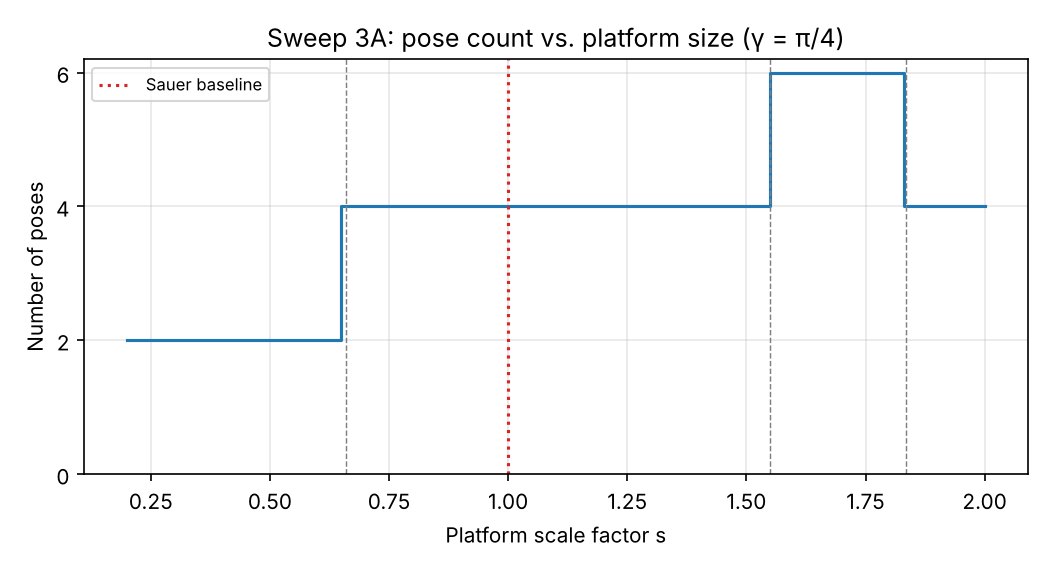 Sweep 3A: pose count vs. platform size (γ = π/4)
Sauer baseline
Number of poses
6
4
2
0
0.25 0.50 0.75 1.00 1.25 1.50 1.75 2.00
Platform scale factor s